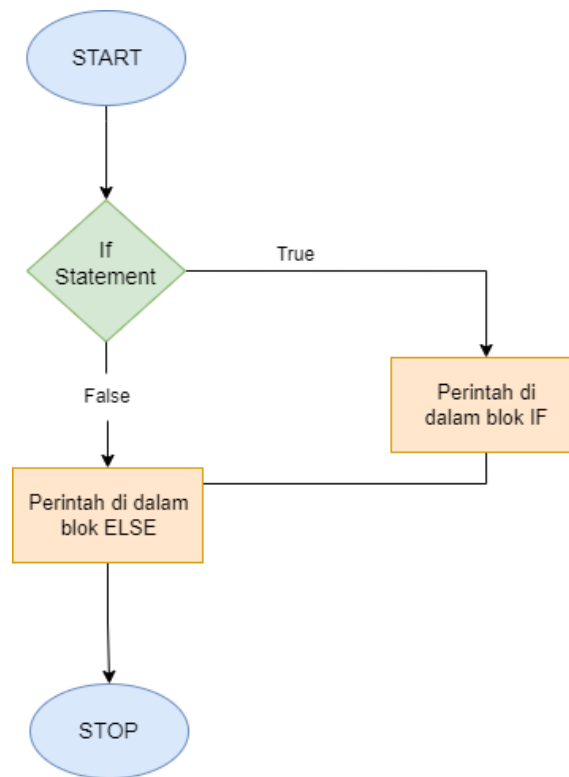 START
If
Statement
True
False
Perintah di
dalam blok IF
Perintah di dalam
blok ELSE
STOP